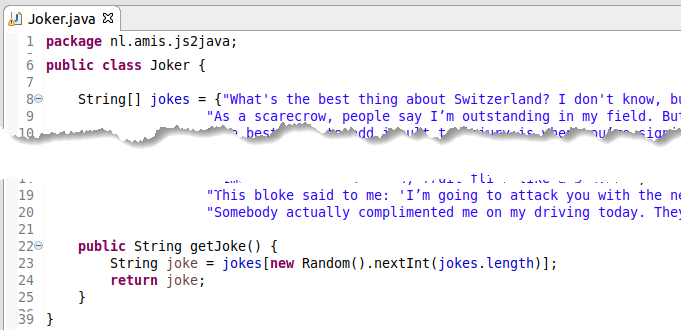 Joker.java
1 package nl.amis.js2java;
6 public class Joker {
7
8 String[] jokes = {"What's the best thing about Switzerland? I don't know, bu
9 "As a scarecrow, people say I’m outstanding in my field. But
10
19 "This bloke said to me: 'I’m going to attack you with the ne
20 "Somebody actually complimented me on my driving today. They
21
22 public String getJoke() {
23 String joke = jokes[new Random().nextInt(jokes.length)];
24 return joke;
25 }
39 }